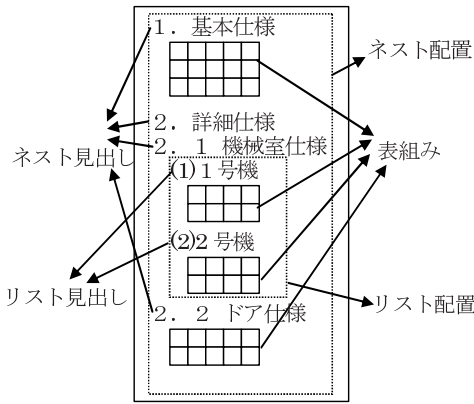 1．基本仕様
ネスト配置
2．詳細仕様
ネスト見出し
2．1 機械室仕様
表組み
(1)1号機
(2)2号機
リスト見出し
リスト配置
2．2 ドア仕様